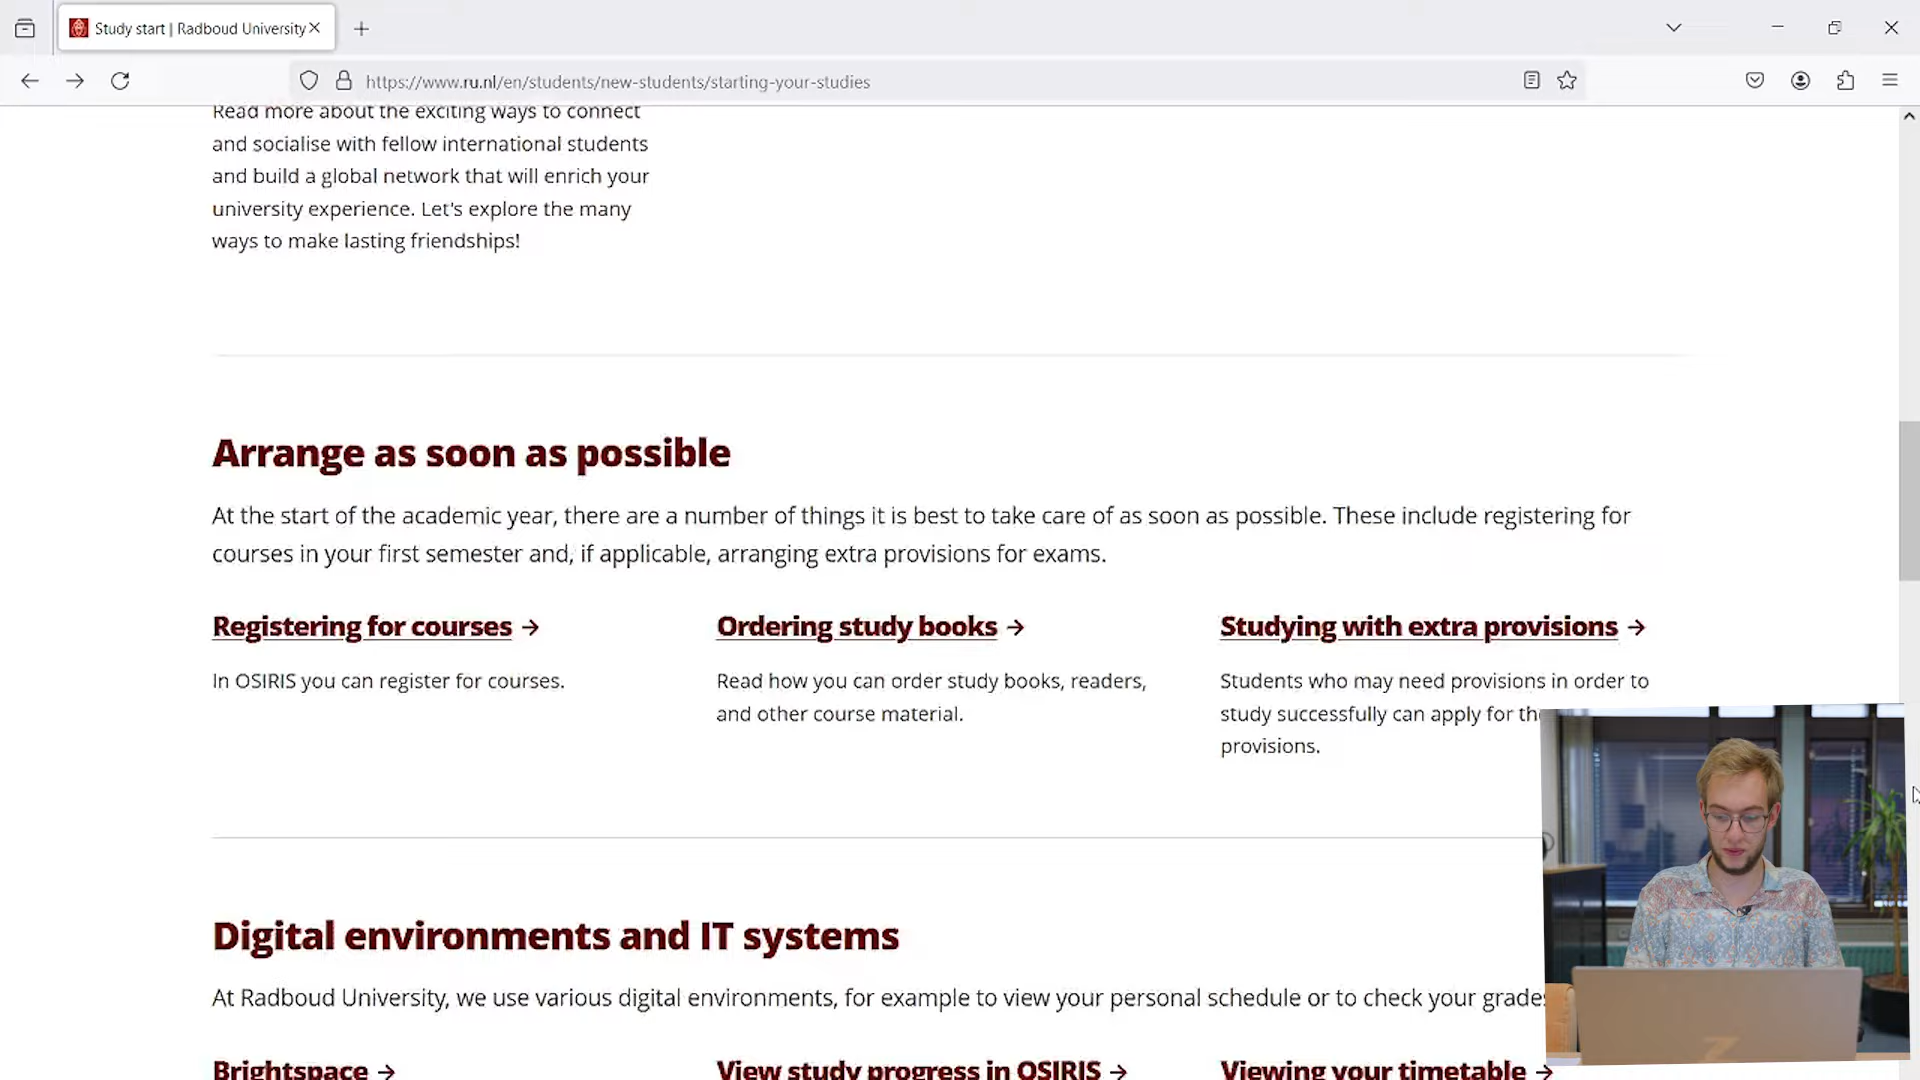 Study start | Radboud University
https://www.ru.nl/en/students/new-students/starting-your-studies
Read more about the exciting ways to connect
and socialise with fellow international students
and build a global network that will enrich your
university experience. Let's explore the many
ways to make lasting friendships!
Arrange as soon as possible
At the start of the academic year, there are a number of things it is best to take care of as soon as possible. These include registering for
courses in your first semester and, if applicable, arranging extra provisions for exams.
Registering for courses →
In OSIRIS you can register for courses.
Ordering study books →
Read how you can order study books, readers,
and other course material.
Studying with extra provisions →
Students who may need provisions in order to
study successfully can apply for
provisions.
Digital environments and IT systems
At Radboud University, we use various digital environments, for example to view your personal schedule or to check your grades
Brightspace →
View study progress in OSIRIS →
Viewing your timetable →